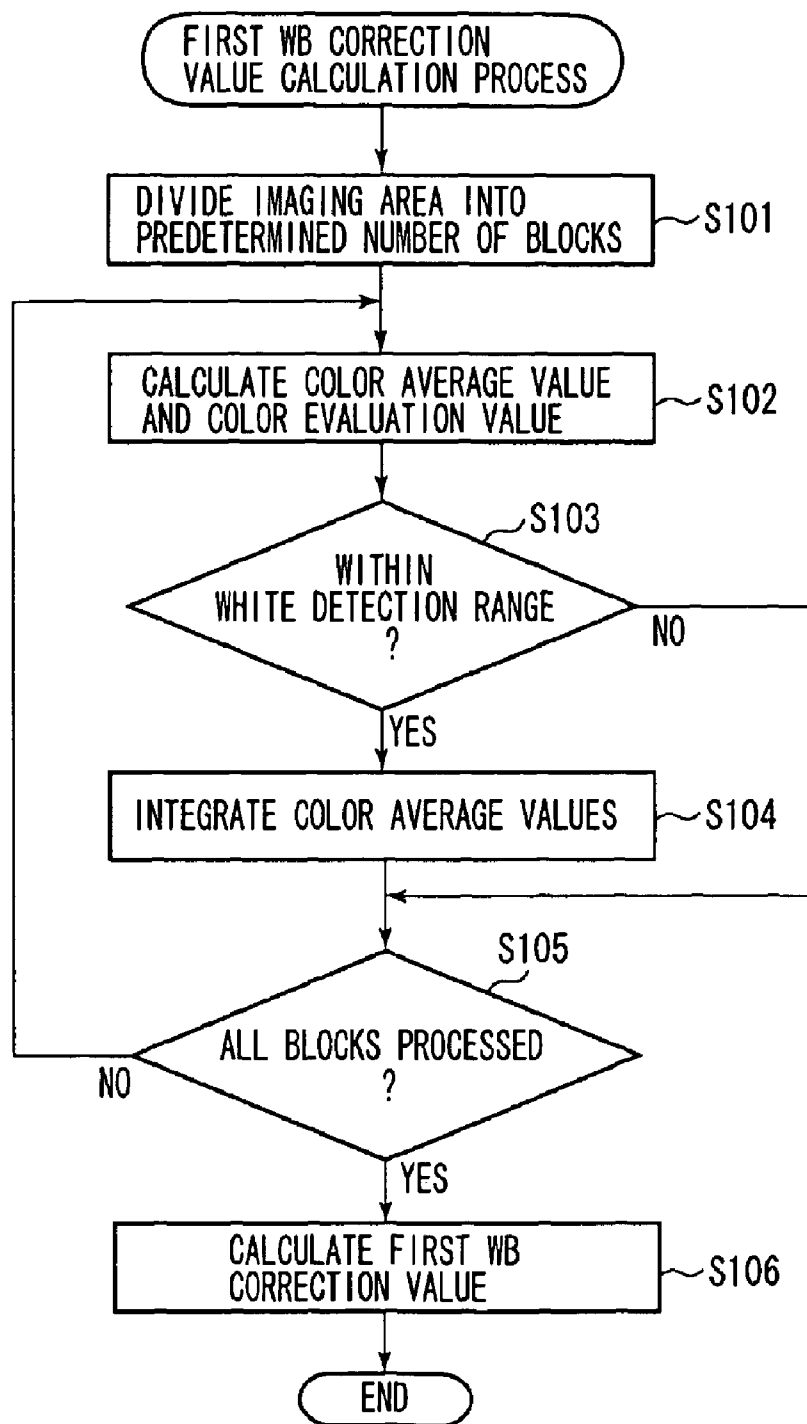 FIRST WB CORRECTION
VALUE CALCULATION PROCESS
DIVIDE IMAGING AREA INTO
PREDETERMINED NUMBER OF BLOCKS
S101
CALCULATE COLOR AVERAGE VALUE
AND COLOR EVALUATION VALUE
S102
S103
WITHIN
WHITE DETECTION RANGE
?
NO
YES
INTEGRATE COLOR AVERAGE VALUES
S104
S105
ALL BLOCKS PROCESSED
?
NO
YES
CALCULATE FIRST WB
CORRECTION VALUE
S106
END